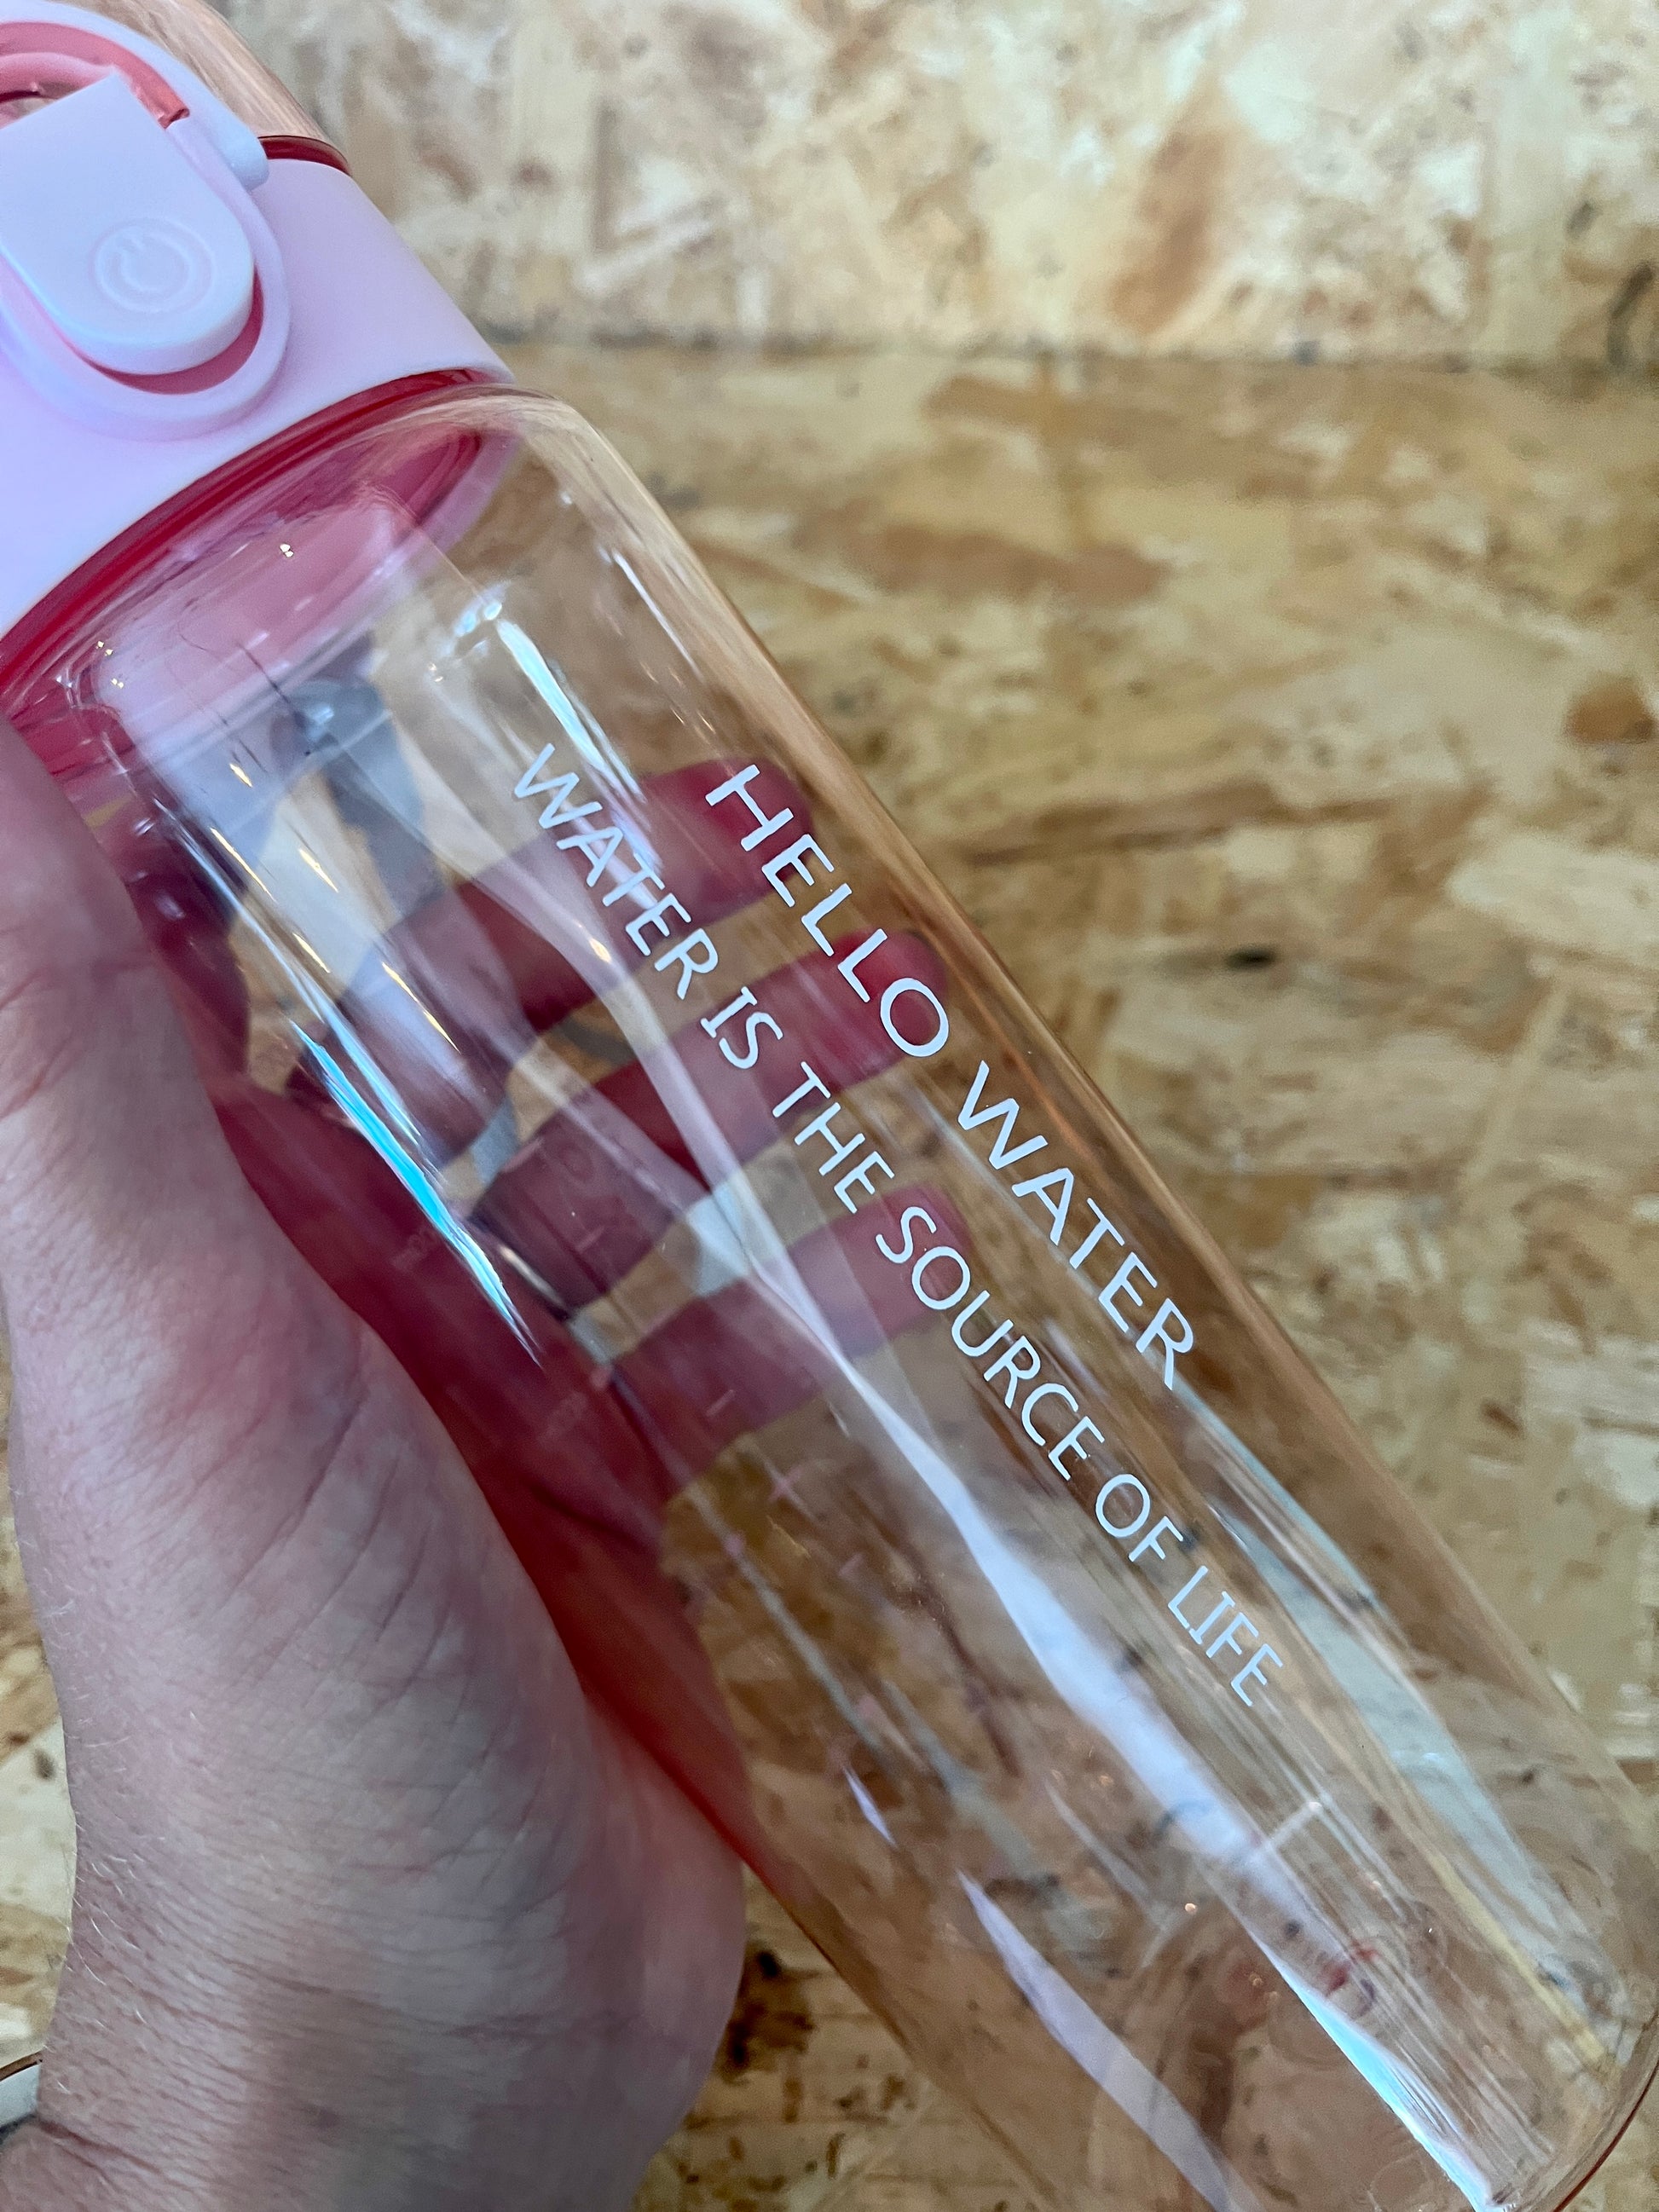 HELLO WATER
WATER IS THE SOURCE OF LIFE